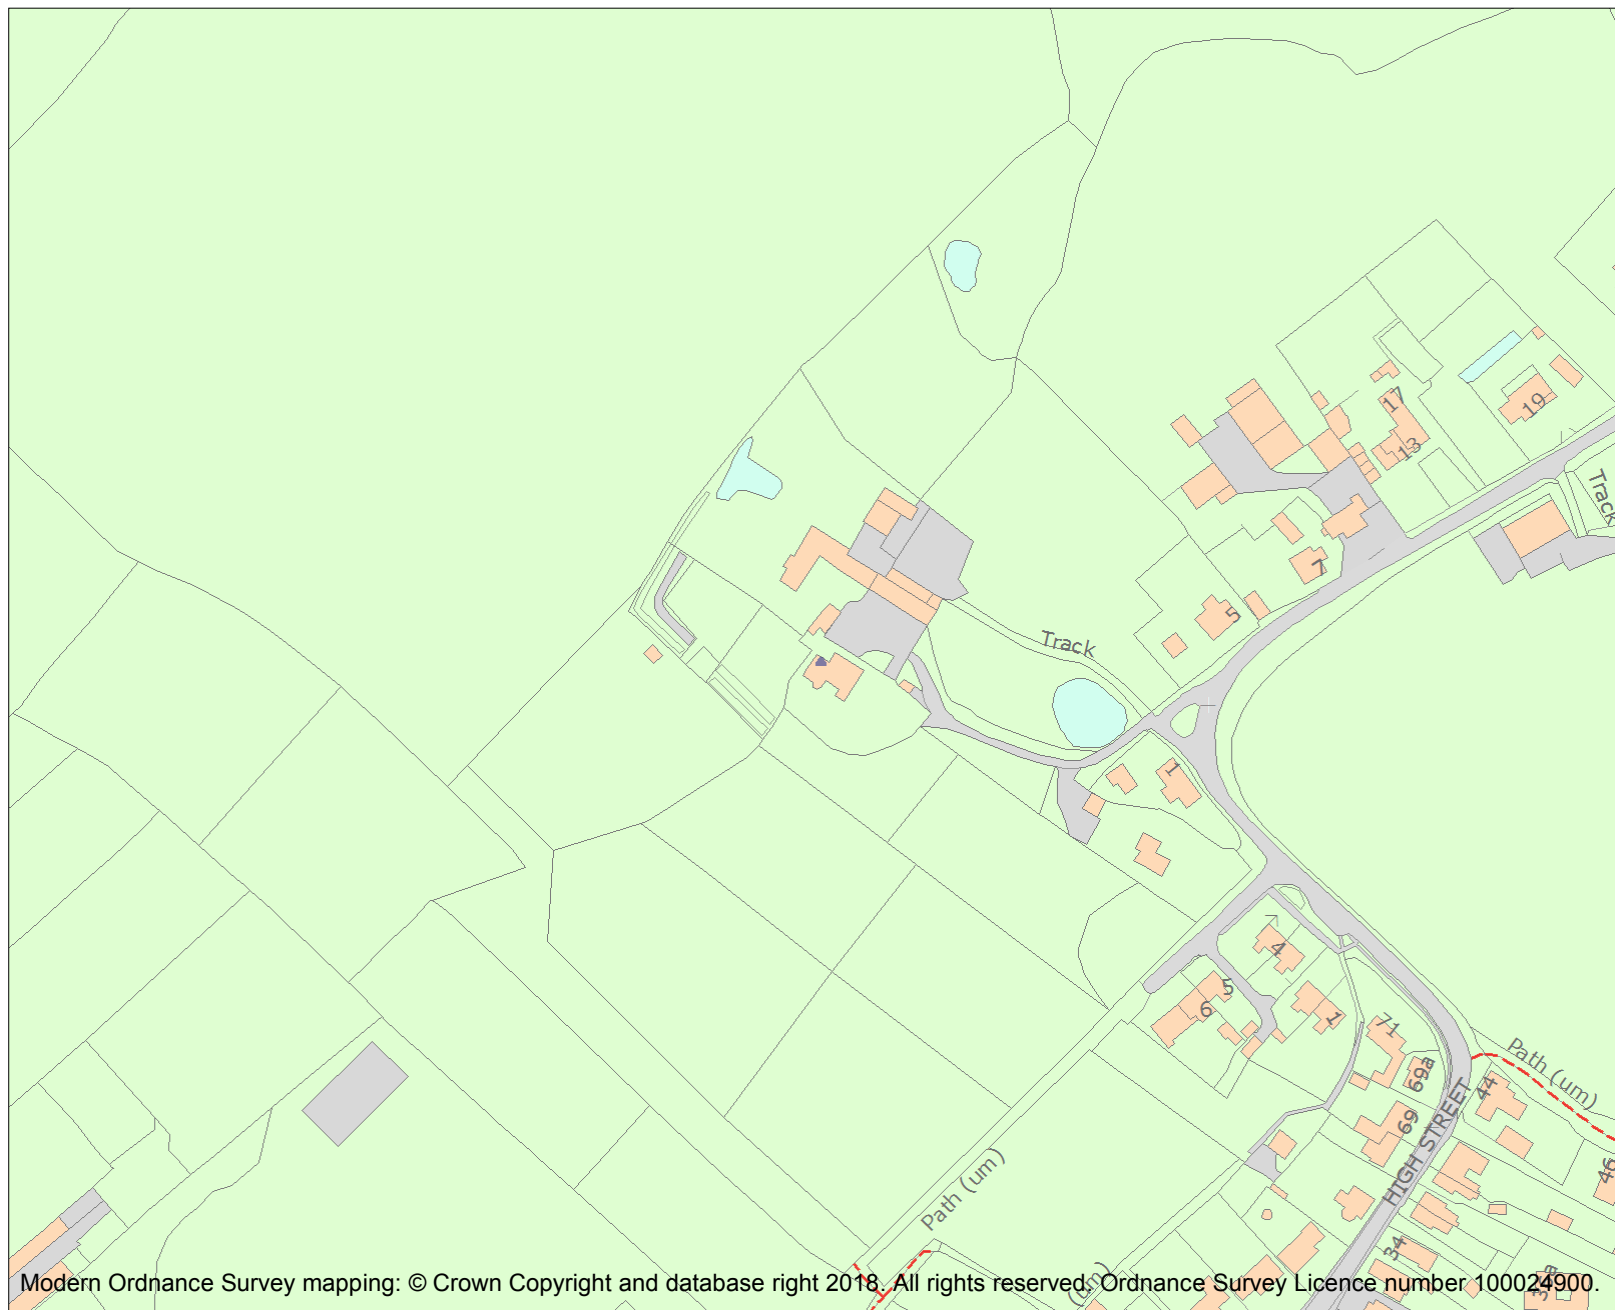 17
19
13
Track
7
5
Track
1
4
5
6
1
71
Path (um)
69a
44
69
HIGH STREET
46
Path (um)
34
(um)
Modern Ordnance Survey mapping: © Crown Copyright and database right 2018. All rights reserved. Ordnance Survey Licence number 100024900.